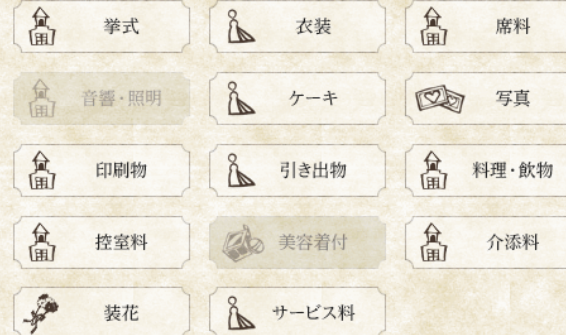 挙式
衣装
席料
音響・照明
ケーキ
写真
印刷物
引き出物
料理・飲物
控室料
美容着付
介添料
装花
サービス料